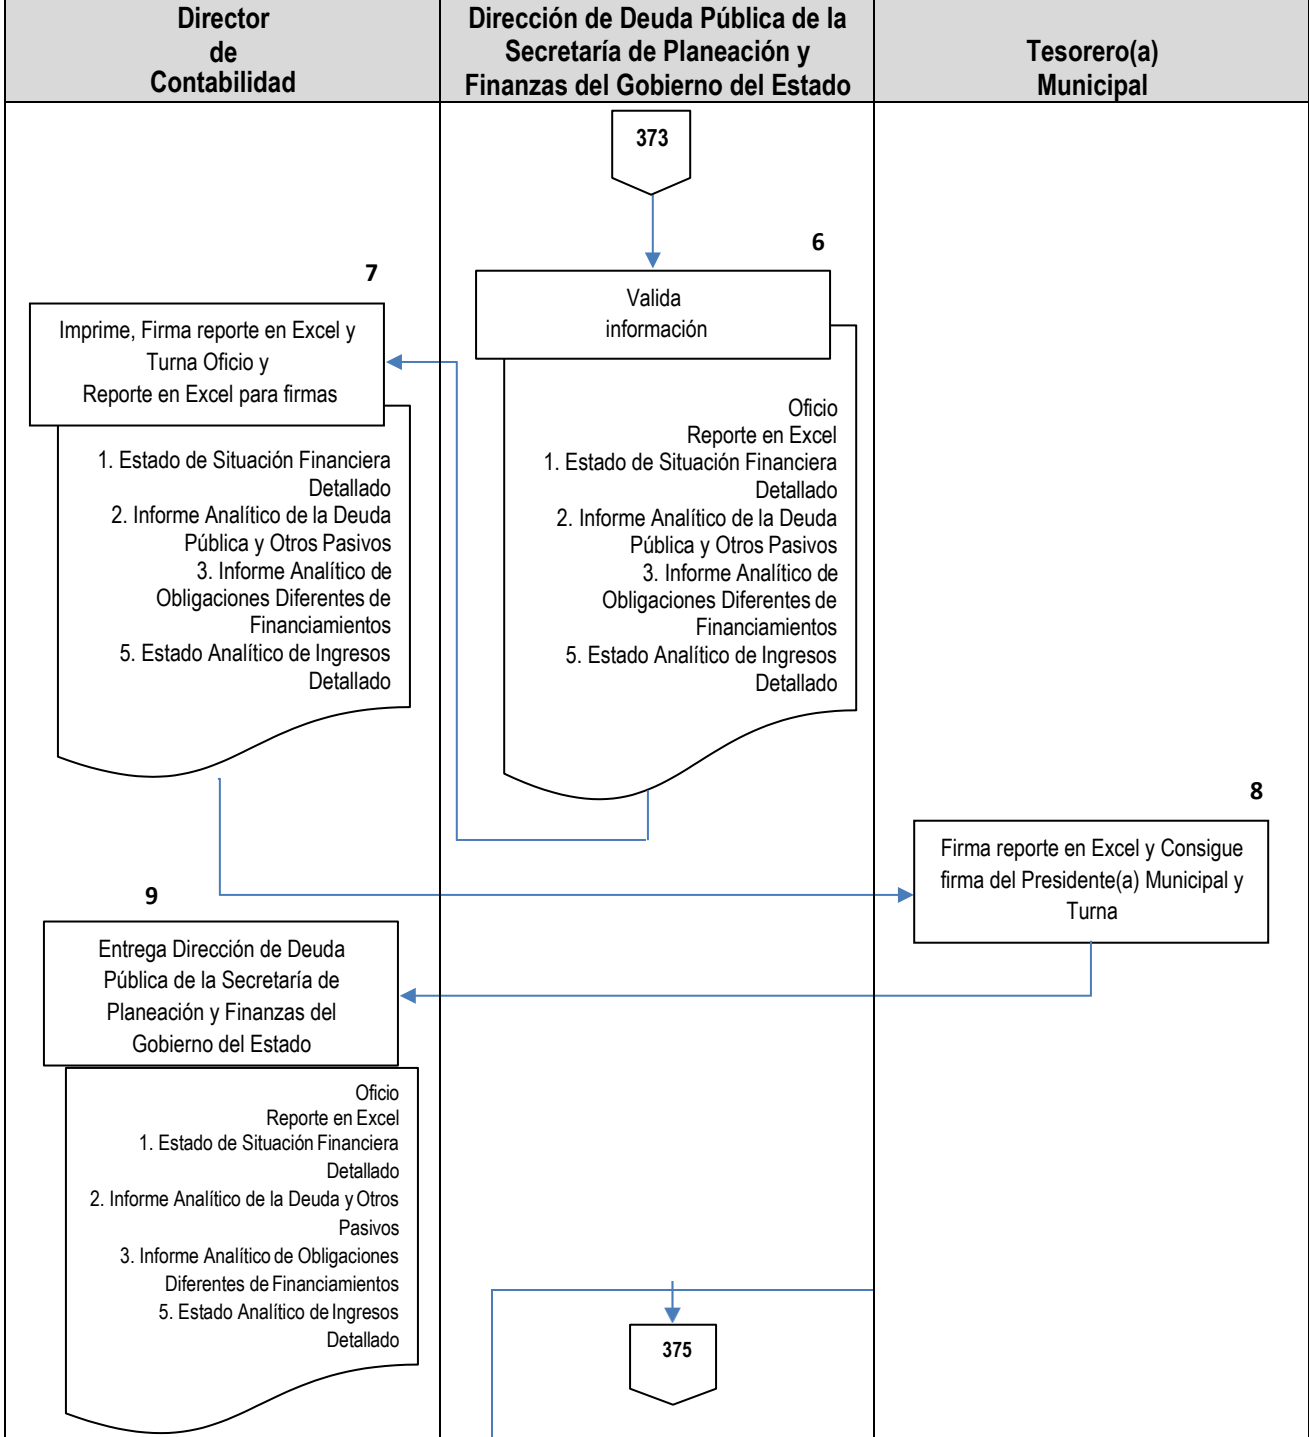 Director
de
Contabilidad
Dirección de Deuda Pública de la
Secretaría de Planeación y
Finanzas del Gobierno del Estado
Tesorero(a)
Municipal
373
6
Valida
información
Oficio
Reporte en Excel
1. Estado de Situación Financiera
Detallado
2. Informe Analítico de la Deuda
Pública y Otros Pasivos
3. Informe Analítico de
Obligaciones Diferentes de
Financiamientos
5. Estado Analítico de Ingresos
Detallado
7
Imprime, Firma reporte en Excel y
Turna Oficio y
Reporte en Excel para firmas
1. Estado de Situación Financiera
Detallado
2. Informe Analítico de la Deuda
Pública y Otros Pasivos
3. Informe Analítico de
Obligaciones Diferentes de
Financiamientos
5. Estado Analítico de Ingresos
Detallado
8
Firma reporte en Excel y Consigue
firma del Presidente(a) Municipal y
Turna
9
Entrega Dirección de Deuda
Pública de la Secretaría de
Planeación y Finanzas del
Gobierno del Estado
Oficio
Reporte en Excel
1. Estado de Situación Financiera
Detallado
2. Informe Analítico de la Deuda y Otros
Pasivos
3. Informe Analítico de Obligaciones
Diferentes de Financiamientos
5. Estado Analítico de Ingresos
Detallado
375